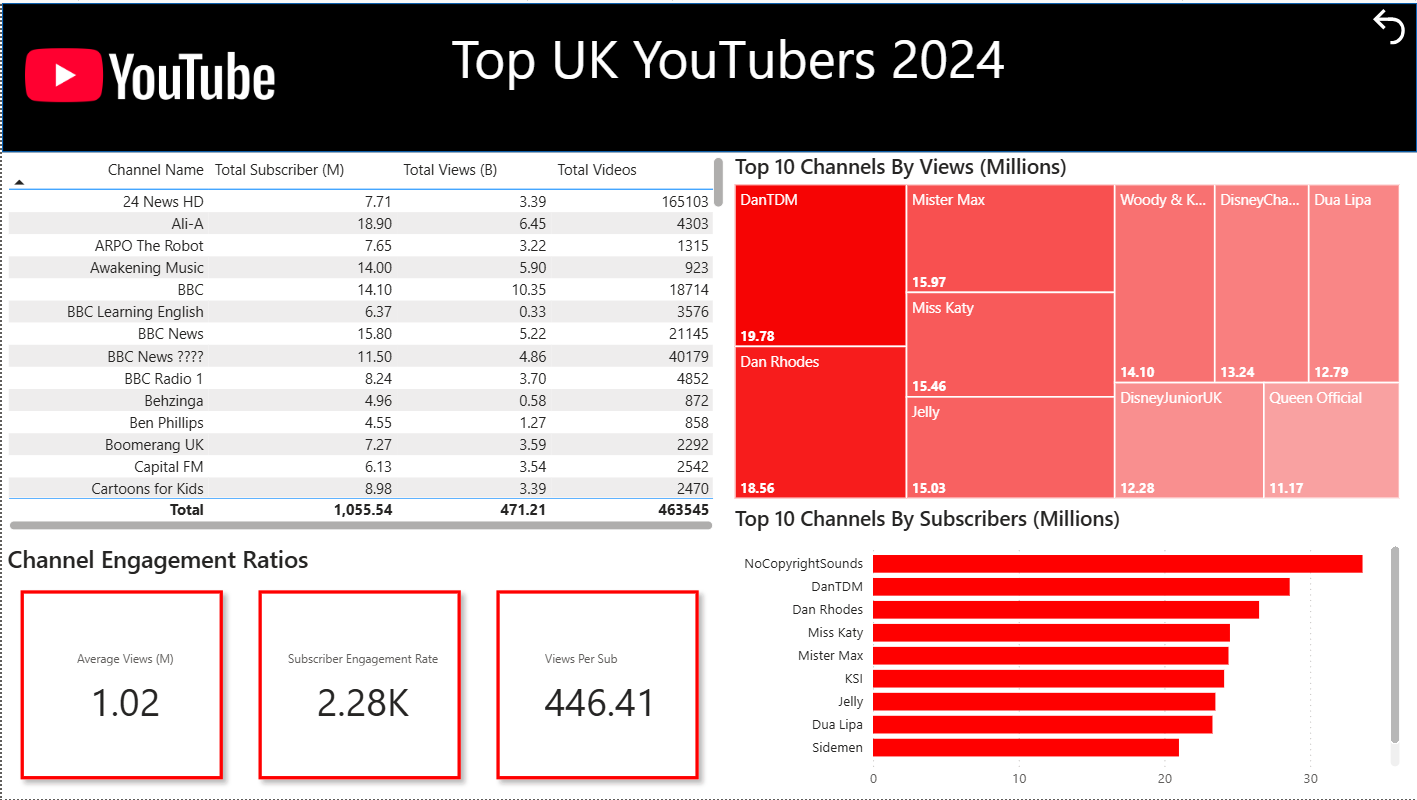 YouTube
Top UK YouTubers 2024
Channel Name Total Subscriber (M) Total Views (B) Total Videos
24 News HD 7.71 3.39 165103
Ali-A 18.90 6.45 4303
ARPO The Robot 7.65 3.22 1315
Awakening Music 14.00 5.90 923
BBC 14.10 10.35 18714
BBC Learning English 6.37 0.33 3576
BBC News 15.80 5.22 21145
BBC News ???? 11.50 4.86 40179
BBC Radio 1 8.24 3.70 4852
Behzinga 4.96 0.58 872
Ben Phillips 4.55 1.27 858
Boomerang UK 7.27 3.59 2292
Capital FM 6.13 3.54 2542
Cartoons for Kids 8.98 3.39 2470
Total 1,055.54 471.21 463545
Channel Engagement Ratios
Average Views (M)
1.02
Subscriber Engagement Rate
2.28K
Views Per Sub
446.41
Top 10 Channels By Views (Millions)
DanTDM
19.78
Dan Rhodes
18.56
Mister Max
15.97
Miss Katy
15.46
Jelly
15.03
Woody & K...
14.10
DisneyCha...
13.24
Dua Lipa
12.79
DisneyJuniorUK
12.28
Queen Official
11.17
Top 10 Channels By Subscribers (Millions)
NoCopyrightSounds
DanTDM
Dan Rhodes
Miss Katy
Mister Max
KSI
Jelly
Dua Lipa
Sidemen
0 10 20 30